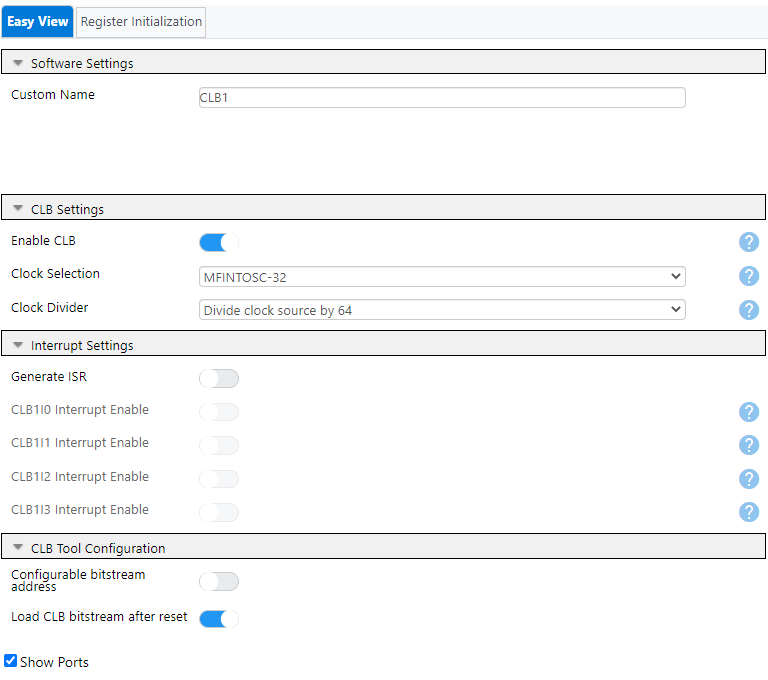 Easy View Register Initialization
Software Settings
Custom Name CLB1
CLB Settings
Enable CLB ?
Clock Selection MFINTOSC-32 ?
Clock Divider Divide clock source by 64 ?
Interrupt Settings
Generate ISR
CLB1I0 Interrupt Enable ?
CLB1I1 Interrupt Enable ?
CLB1I2 Interrupt Enable ?
CLB1I3 Interrupt Enable ?
CLB Tool Configuration
Configurable bitstream
address
Load CLB bitstream after reset
Show Ports